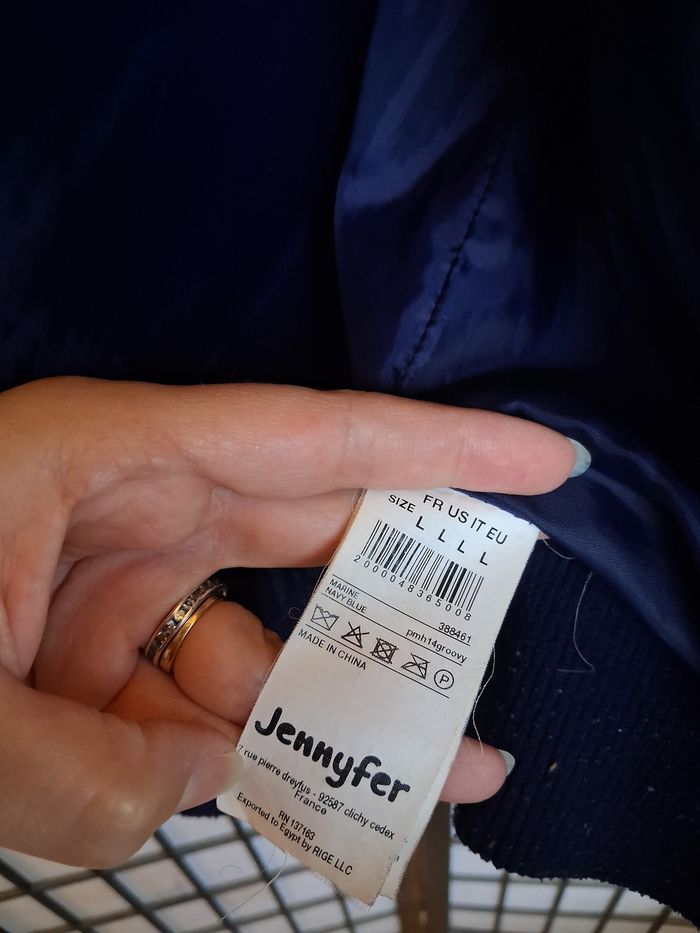 FR US IT EU
SIZE L L L L
2000048365008
MARINE
NAVY BLUE
388461
pmh14groovy
P
MADE IN CHINA
Jennyfer
7 rue pierre dreyfus - 92587 clichy cedex
France
RN 137163
Exported to Egypt by RIGE LLC